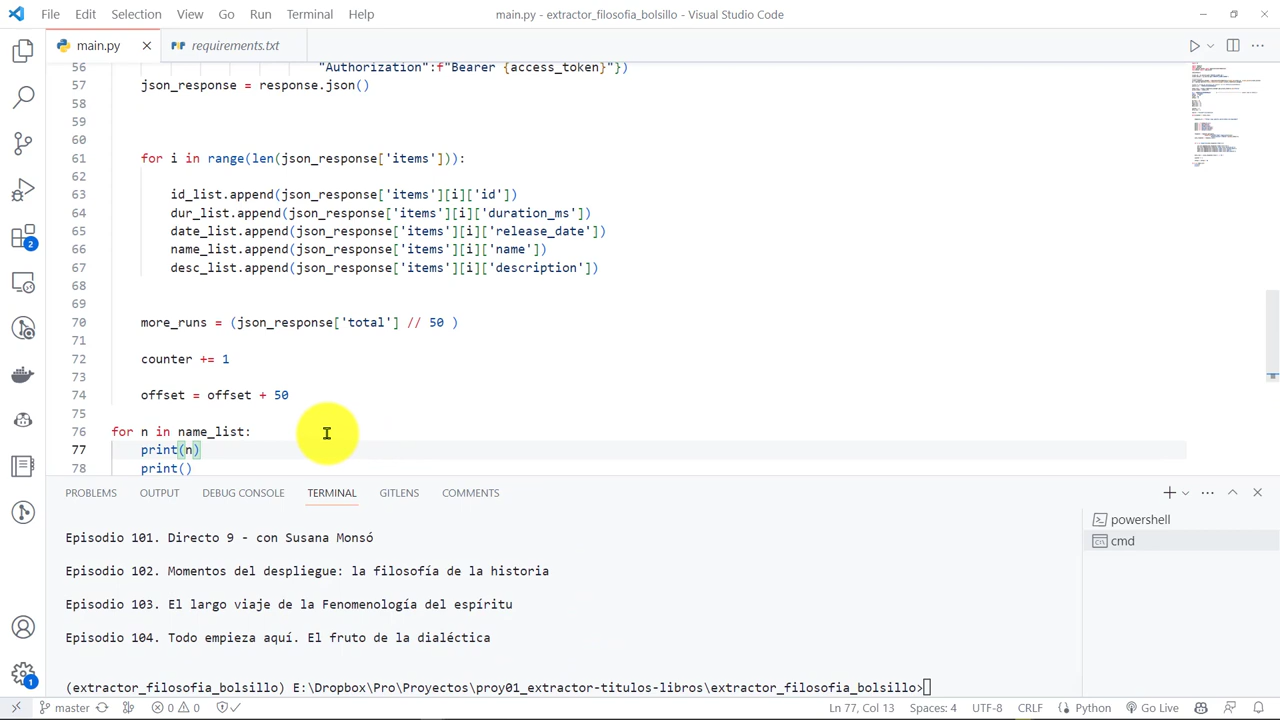 File Edit Selection View Go Run Terminal Help main.py - extractor_filosofia_bolsillo - Visual Studio Code
main.py requirements.txt
56 "Authorization":f"Bearer {access_token}"})
57 json_response = response.json()
58
59
60
61 for i in range(len(json_response['items'])):
62
63 id_list.append(json_response['items'][i]['id'])
64 dur_list.append(json_response['items'][i]['duration_ms'])
65 date_list.append(json_response['items'][i]['release_date'])
66 name_list.append(json_response['items'][i]['name'])
67 desc_list.append(json_response['items'][i]['description'])
68
69
70 more_runs = (json_response['total'] // 50 )
71
72 counter += 1
73
74 offset = offset + 50
75
76 for n in name_list:
77 print(n)
78 print()
PROBLEMS OUTPUT DEBUG CONSOLE TERMINAL GITLENS COMMENTS
powershell
cmd
Episodio 101. Directo 9 - con Susana Monsó
Episodio 102. Momentos del despliegue: la filosofía de la historia
Episodio 103. El largo viaje de la Fenomenología del espíritu
Episodio 104. Todo empieza aquí. El fruto de la dialéctica
(extractor_filosofia_bolsillo) E:\Dropbox\Pro\Proyectos\proy01_extractor-titulos-libros\extractor_filosofia_bolsillo>
2
1
master 0 0 Ln 77, Col 13 Spaces: 4 UTF-8 CRLF Python Go Live